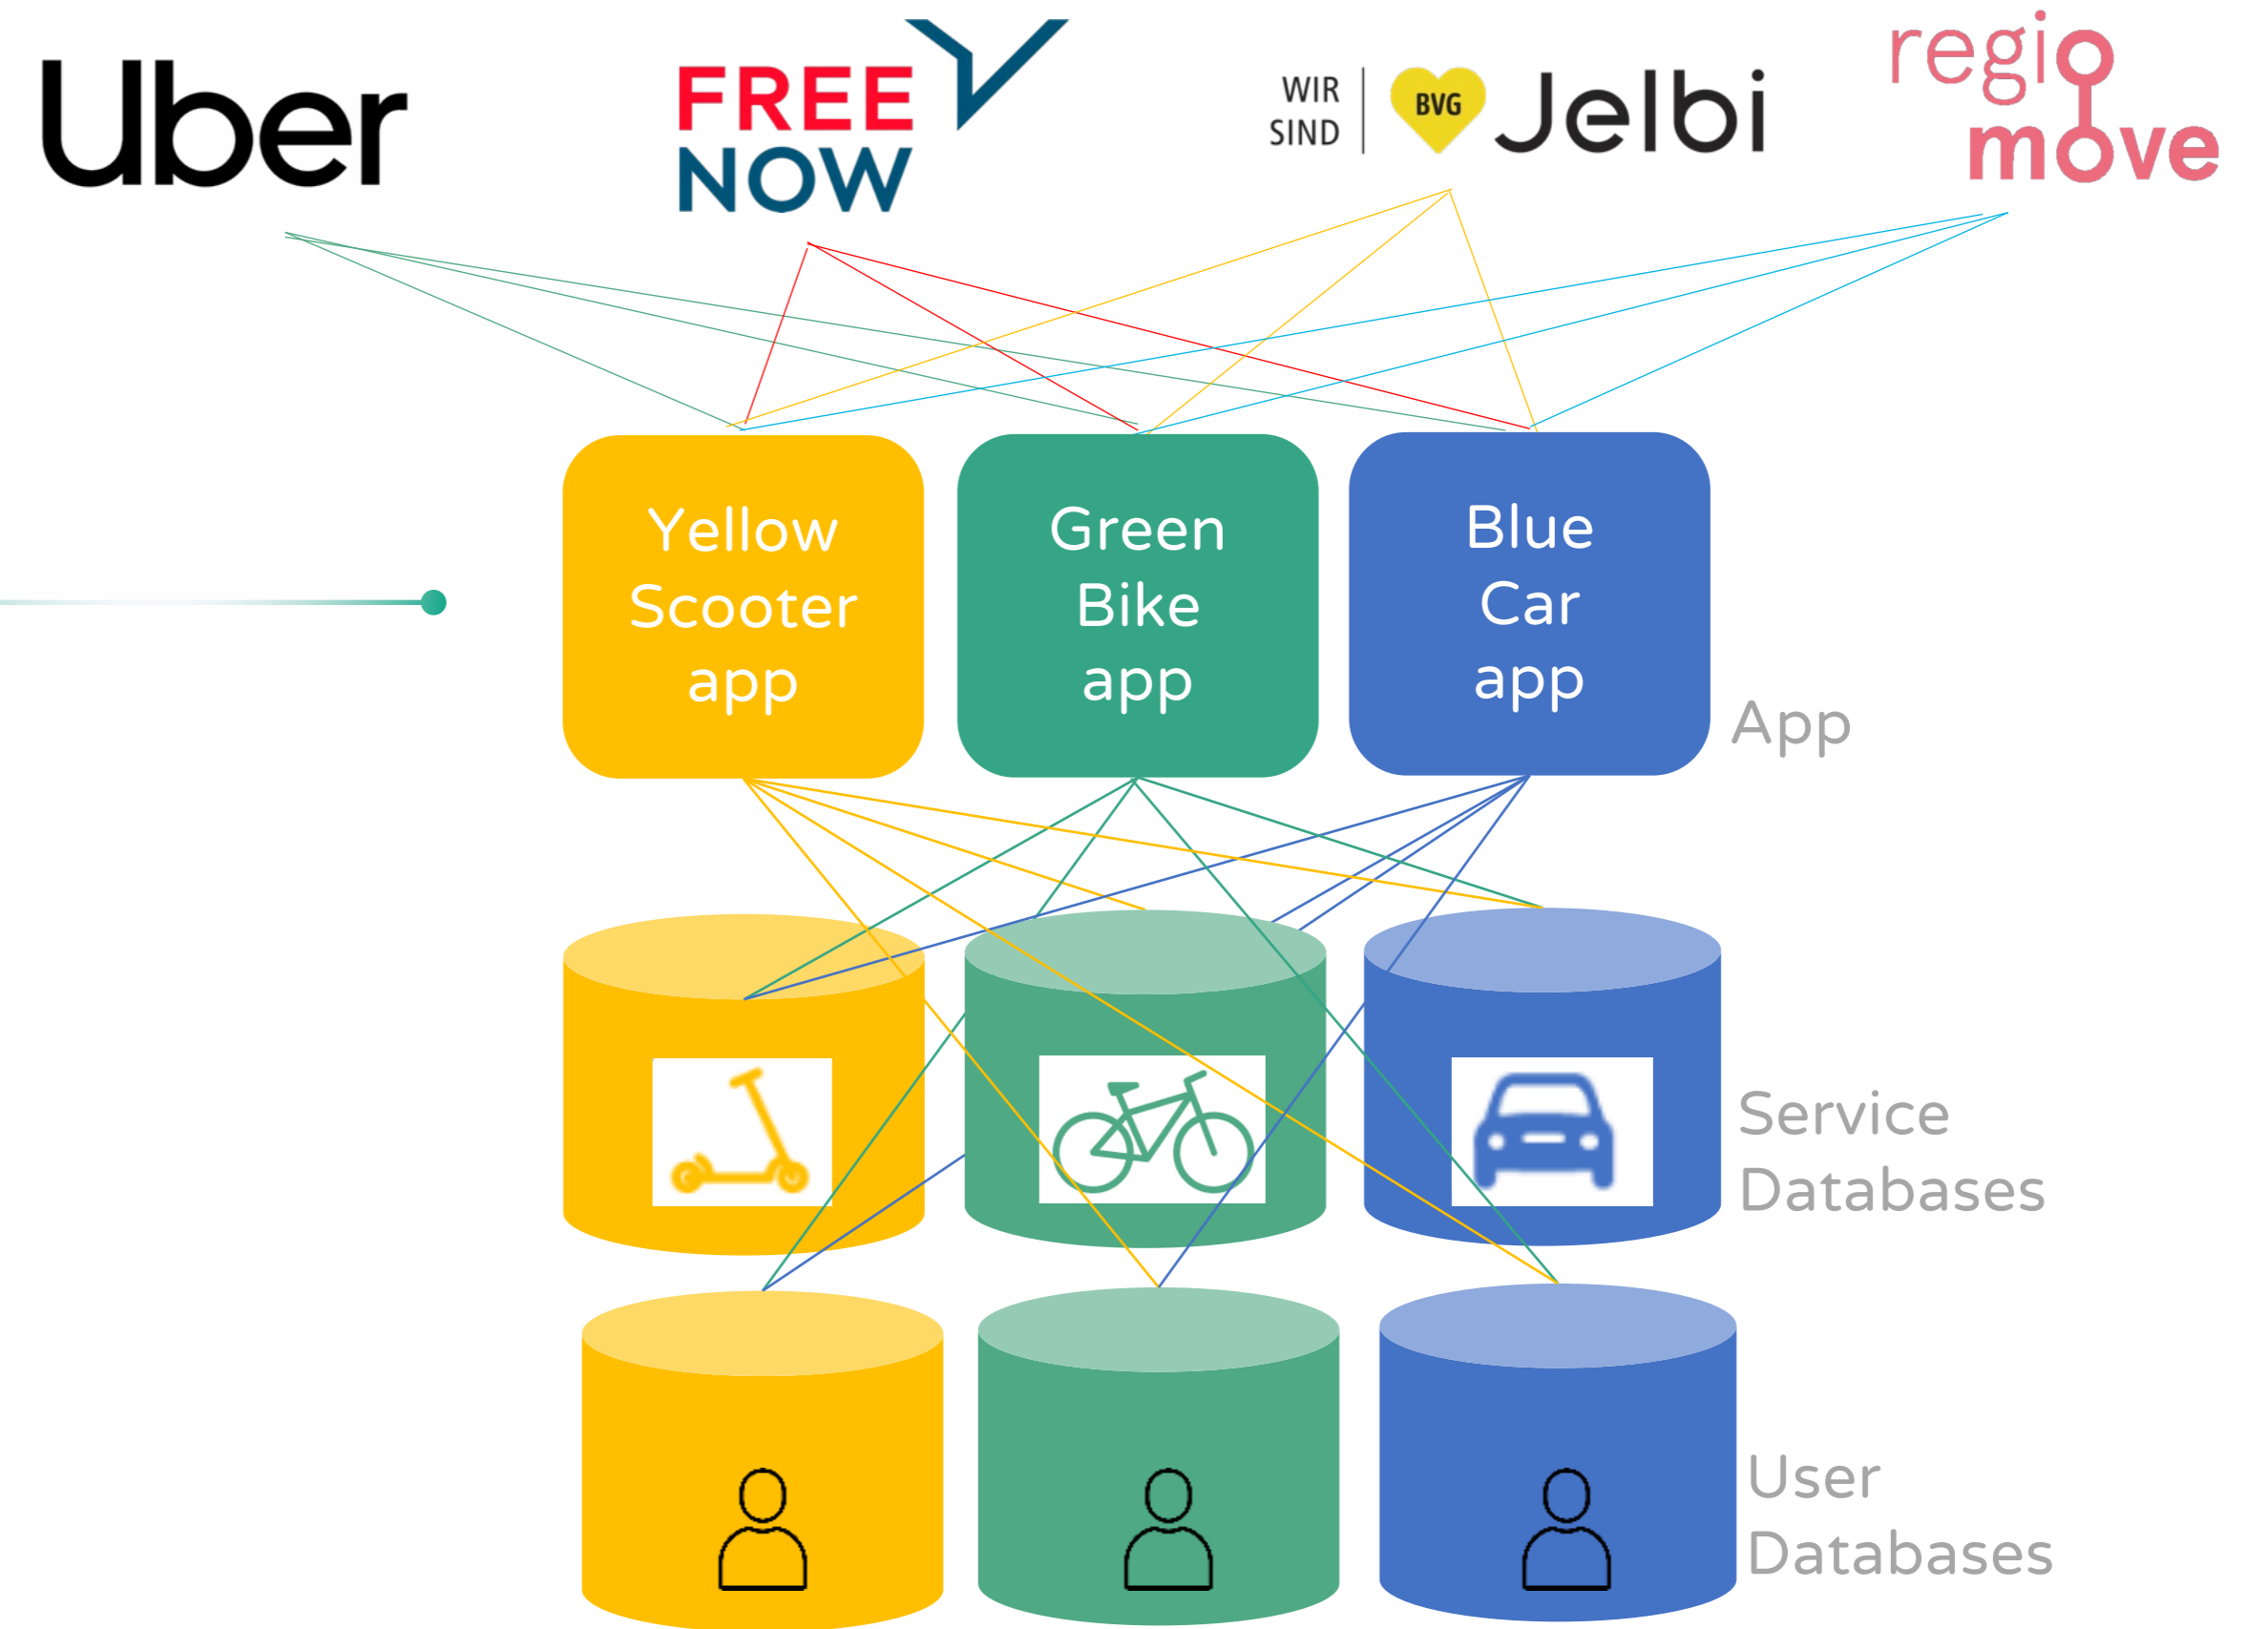 Uber
FREE
NOW
WIR
SIND
BVG
Jelbi
regio
move
Yellow
Scooter
app
Green
Bike
app
Blue
Car
app
App
Service
Databases
User
Databases